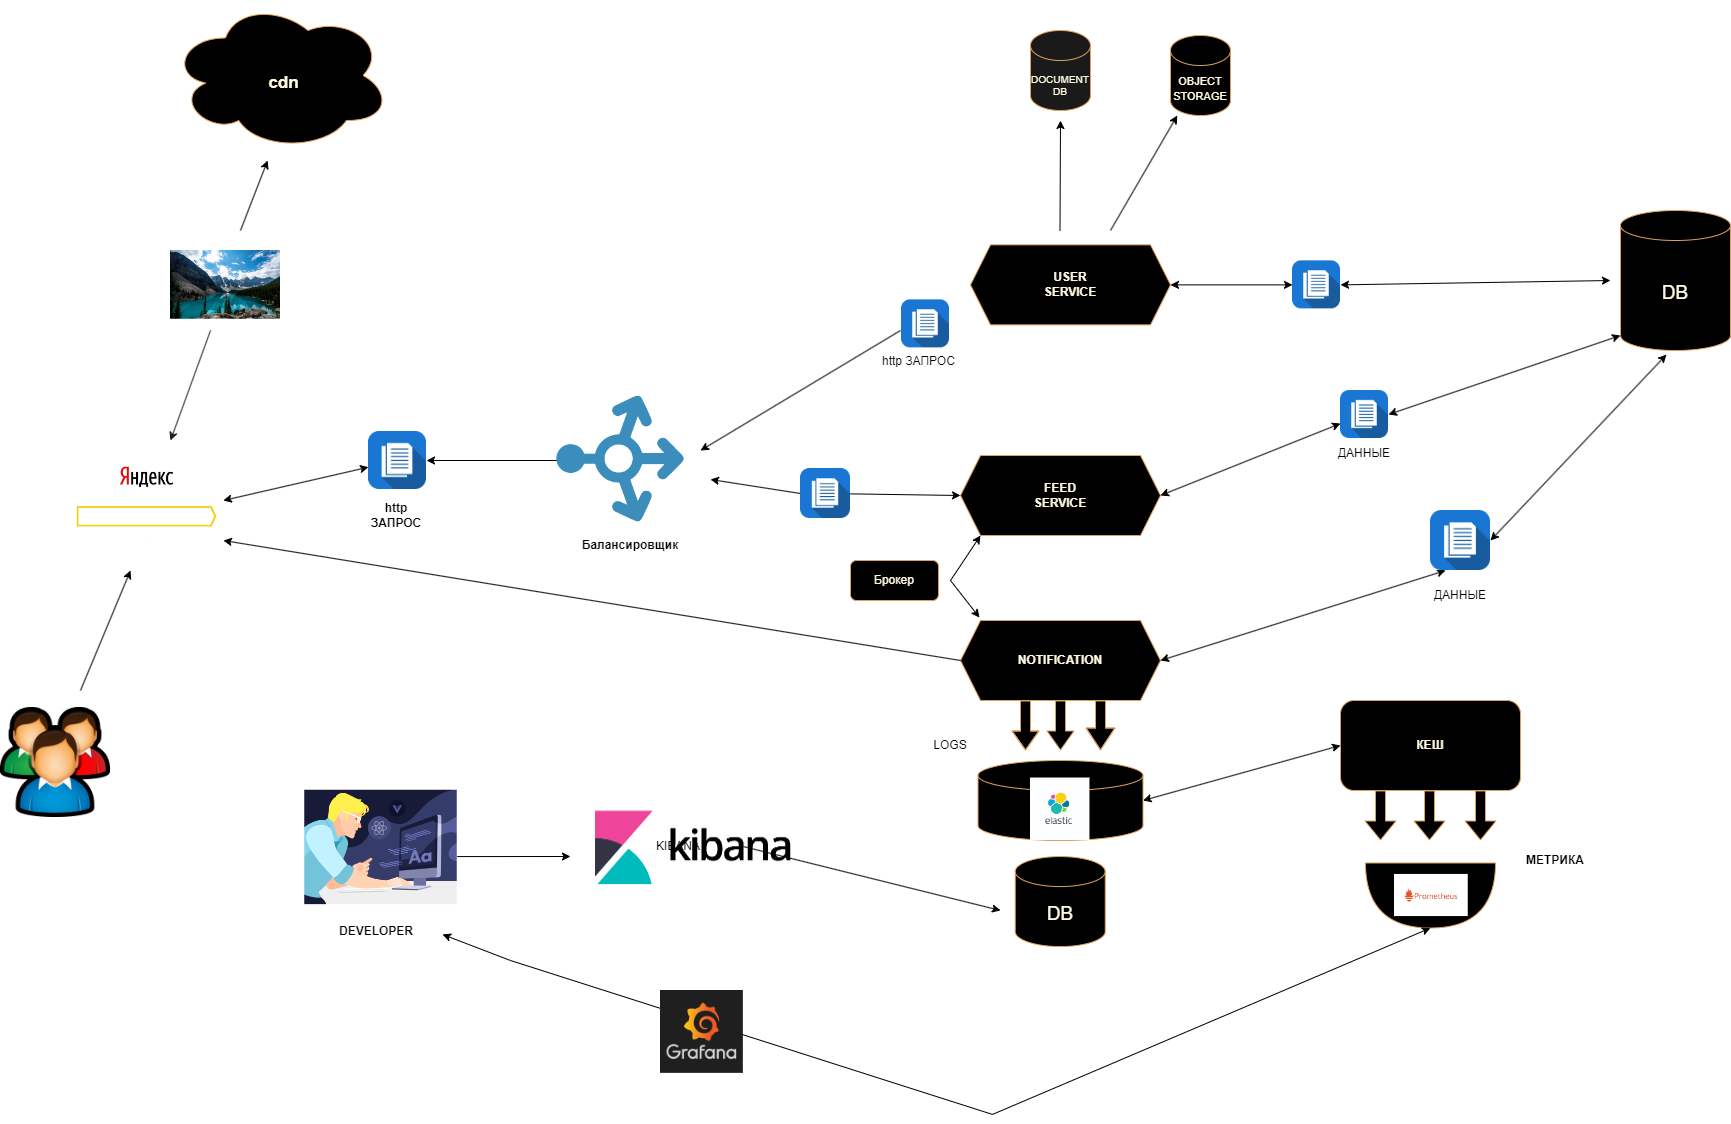 cdn
DOCUMENT
DB
OBJECT
STORAGE
USER
SERVICE
DB
http ЗАПРОС
ДАННЫЕ
Яндекс
http
ЗАПРОС
Балансировщик
FEED
SERVICE
Брокер
ДАННЫЕ
NOTIFICATION
LOGS
КЕШ
elastic
Aa
KIBANA
kibana
МЕТРИКА
Prometheus
DB
DEVELOPER
Grafana